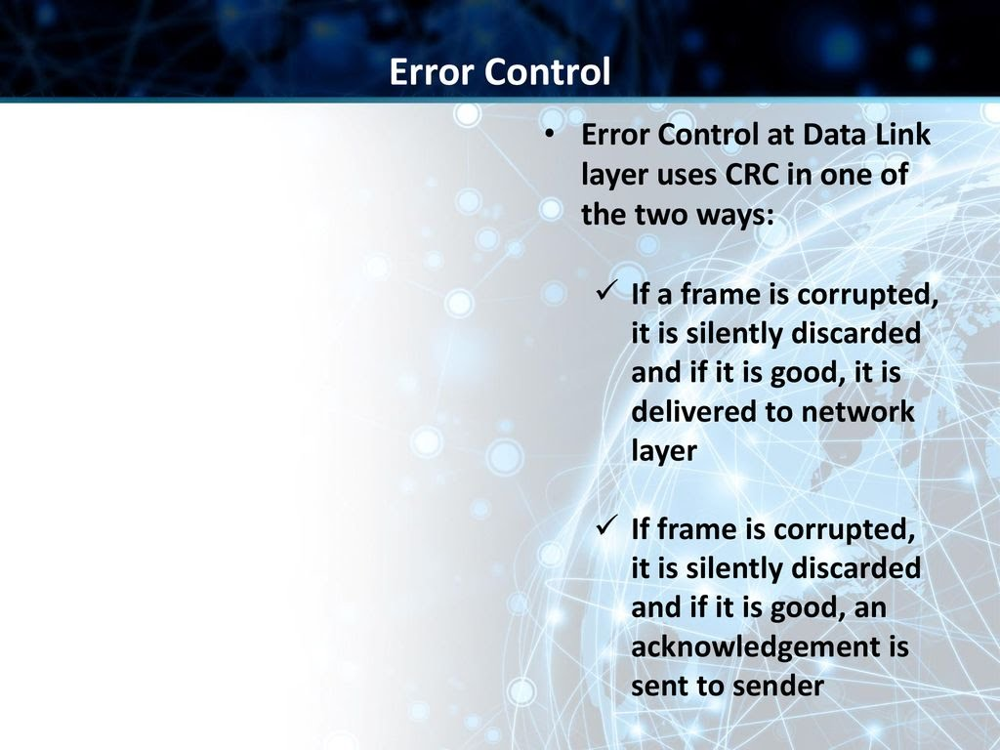 Error Control
• Error Control at Data Link
layer uses CRC in one of
the two ways:
✓ If a frame is corrupted,
it is silently discarded
and if it is good, it is
delivered to network
layer
✓ If frame is corrupted,
it is silently discarded
and if it is good, an
acknowledgement is
sent to sender